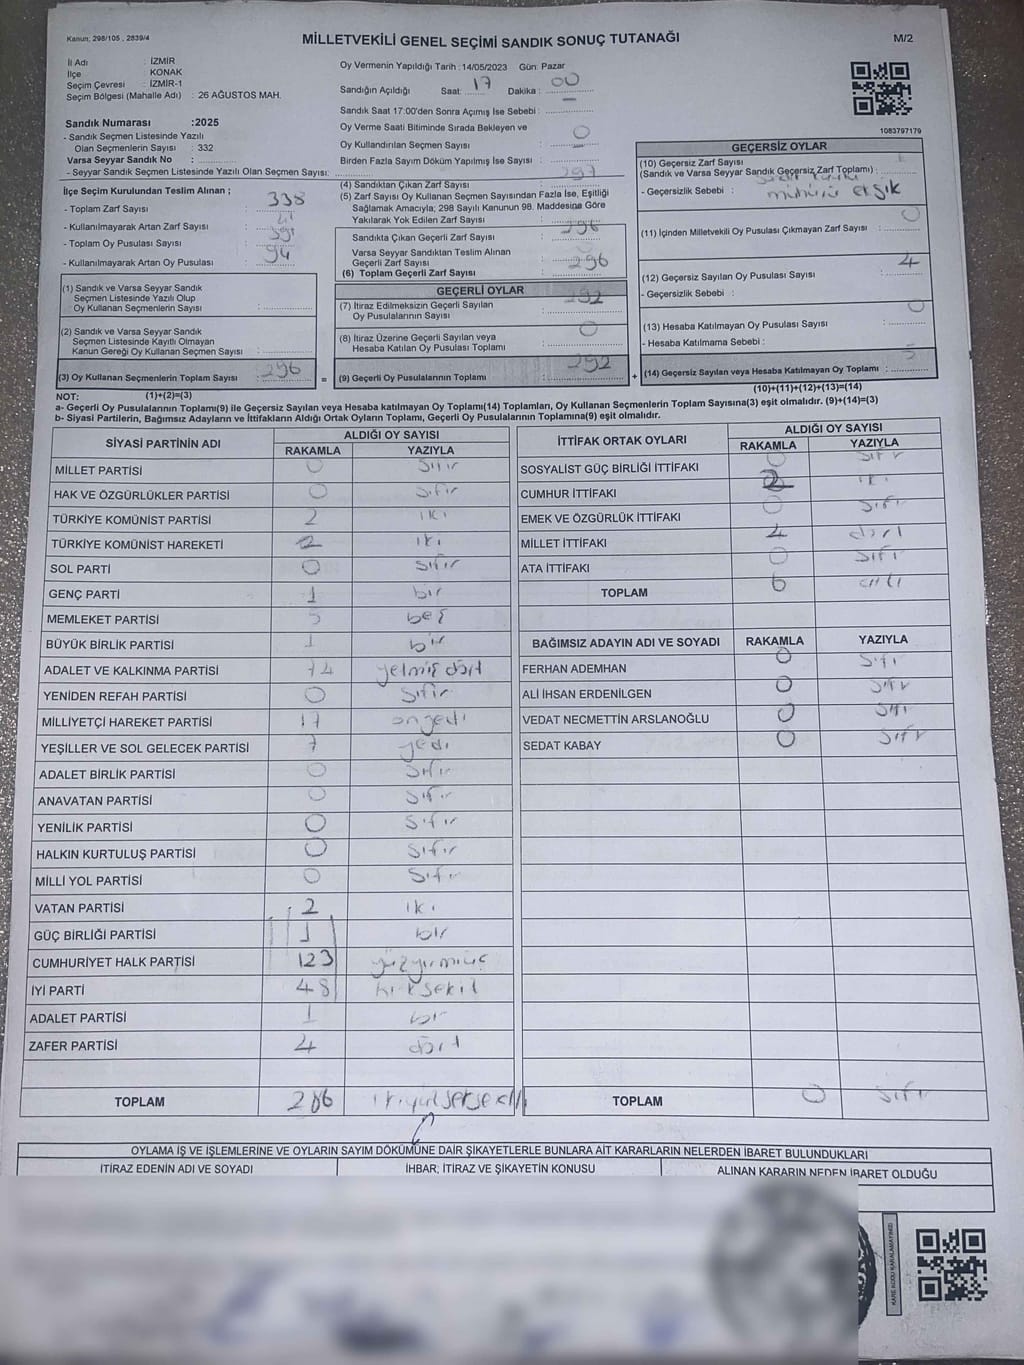 Kanun: 298/105 , 2839/4
MİLLETVEKİLİ GENEL SEÇİMİ SANDIK SONUÇ TUTANAĞI
M/2
İl Adı : İZMİR
İlçe : KONAK
Seçim Çevresi : İZMİR-1
Seçim Bölgesi (Mahalle Adı) : 26 AĞUSTOS MAH.
Sandık Numarası :2025
- Sandık Seçmen Listesinde Yazılı
Olan Seçmenlerin Sayısı : 332
Varsa Seyyar Sandık No :
- Seyyar Sandık Seçmen Listesinde Yazılı Olan Seçmen Sayısı:
Oy Vermenin Yapıldığı Tarih : 14/05/2023 Gün: Pazar
Sandığın Açıldığı Saat: 17 Dakika : 00
Sandık Saat 17:00'den Sonra Açımış İse Sebebi : –
Oy Verme Saati Bitiminde Sırada Bekleyen ve
Oy Kullandırılan Seçmen Sayısı : 0
Birden Fazla Sayım Döküm Yapılmış İse Sayısı : –
1083797179
İlçe Seçim Kurulundan Teslim Alınan ;
- Toplam Zarf Sayısı : 338
- Kullanılmayarak Artan Zarf Sayısı :
- Toplam Oy Pusulası Sayısı :
- Kullanılmayarak Artan Oy Pusulası : 94
(1) Sandık ve Varsa Seyyar Sandık
Seçmen Listesinde Yazılı Olup
Oy Kullanan Seçmenlerin Sayısı :
(2) Sandık ve Varsa Seyyar Sandık
Seçmen Listesinde Kayıtlı Olmayan
Kanun Gereği Oy Kullanan Seçmen Sayısı :
(3) Oy Kullanan Seçmenlerin Toplam Sayısı : 296
(4) Sandıktan Çıkan Zarf Sayısı : 297
(5) Zarf Sayısı Oy Kullanan Seçmen Sayısından Fazla İse, Eşitliği
Sağlamak Amacıyla; 298 Sayılı Kanunun 98. Maddesine Göre
Yakılarak Yok Edilen Zarf Sayısı :
Sandıkta Çıkan Geçerli Zarf Sayısı : 296
Varsa Seyyar Sandıktan Teslim Alınan
Geçerli Zarf Sayısı :
(6) Toplam Geçerli Zarf Sayısı : 296
GEÇERLİ OYLAR
(7) İtiraz Edilmeksizin Geçerli Sayılan
Oy Pusulalarının Sayısı : 292
(8) İtiraz Üzerine Geçerli Sayılan veya
Hesaba Katılan Oy Pusulası Toplamı : 0
= (9) Geçerli Oy Pusulalarının Toplamı : 292
GEÇERSİZ OYLAR
(10) Geçersiz Zarf Sayısı
(Sandık ve Varsa Seyyar Sandık Geçersiz Zarf Toplamı) :
- Geçersizlik Sebebi : mührü eksik
(11) İçinden Milletvekili Oy Pusulası Çıkmayan Zarf Sayısı : 0
(12) Geçersiz Sayılan Oy Pusulası Sayısı : 4
- Geçersizlik Sebebi :
(13) Hesaba Katılmayan Oy Pusulası Sayısı : 0
- Hesaba Katılmama Sebebi :
+ (14) Geçersiz Sayılan veya Hesaba Katılmayan Oy Toplamı : 5
NOT: (1)+(2)=(3)
(10)+(11)+(12)+(13)=(14)
a- Geçerli Oy Pusulalarının Toplamı(9) ile Geçersiz Sayılan veya Hesaba katılmayan Oy Toplamı(14) Toplamları, Oy Kullanan Seçmenlerin Toplam Sayısına(3) eşit olmalıdır. (9)+(14)=(3)
b- Siyasi Partilerin, Bağımsız Adayların ve İttifakların Aldığı Oyların Toplamı, Geçerli Oy Pusulalarının Toplamına(9) eşit olmalıdır.
SİYASİ PARTİNİN ADI ALDIĞI OY SAYISI
RAKAMLA YAZIYLA
MİLLET PARTİSİ 0 Sıfır
HAK VE ÖZGÜRLÜKLER PARTİSİ 0 Sıfır
TÜRKİYE KOMÜNİST PARTİSİ 2 iki
TÜRKİYE KOMÜNİST HAREKETİ 2 iki
SOL PARTİ 0 Sıfır
GENÇ PARTİ 1 bir
MEMLEKET PARTİSİ 5 beş
BÜYÜK BİRLİK PARTİSİ 1 bir
ADALET VE KALKINMA PARTİSİ 74 yetmiş dört
YENİDEN REFAH PARTİSİ 0 Sıfır
MİLLİYETÇİ HAREKET PARTİSİ 17 onyedi
YEŞİLLER VE SOL GELECEK PARTİSİ 7 yedi
ADALET BİRLİK PARTİSİ 0 Sıfır
ANAVATAN PARTİSİ 0 Sıfır
YENİLİK PARTİSİ 0 Sıfır
HALKIN KURTULUŞ PARTİSİ 0 Sıfır
MİLLİ YOL PARTİSİ 0 Sıfır
VATAN PARTİSİ 2 iki
GÜÇ BİRLİĞİ PARTİSİ 1 bir
CUMHURİYET HALK PARTİSİ 123 yüzyirmiüç
İYİ PARTİ 48 kırksekiz
ADALET PARTİSİ 1 bir
ZAFER PARTİSİ 4 dört
TOPLAM 286
İTTİFAK ORTAK OYLARI ALDIĞI OY SAYISI
RAKAMLA YAZIYLA
SOSYALİST GÜÇ BİRLİĞİ İTTİFAKI 0 Sıfır
CUMHUR İTTİFAKI 2 iki
EMEK VE ÖZGÜRLÜK İTTİFAKI 0 Sıfır
MİLLET İTTİFAKI 4 dört
ATA İTTİFAKI 0 Sıfır
TOPLAM 6 altı
BAĞIMSIZ ADAYIN ADI VE SOYADI RAKAMLA YAZIYLA
FERHAN ADEMHAN 0 Sıfır
ALİ İHSAN ERDENİLGEN 0 Sıfır
VEDAT NECMETTİN ARSLANOĞLU 0 Sıfır
SEDAT KABAY 0 Sıfır
TOPLAM 0 Sıfır
OYLAMA İŞ VE İŞLEMLERİNE VE OYLARIN SAYIM DÖKÜMÜNE DAİR ŞİKAYETLERLE BUNLARA AİT KARARLARIN NELERDEN İBARET BULUNDUKLARI
İTİRAZ EDENİN ADI VE SOYADI İHBAR, İTİRAZ VE ŞİKAYETİN KONUSU ALINAN KARARIN NEDEN İBARET OLDUĞU
KARE KODU KARALAMAYINIZ!